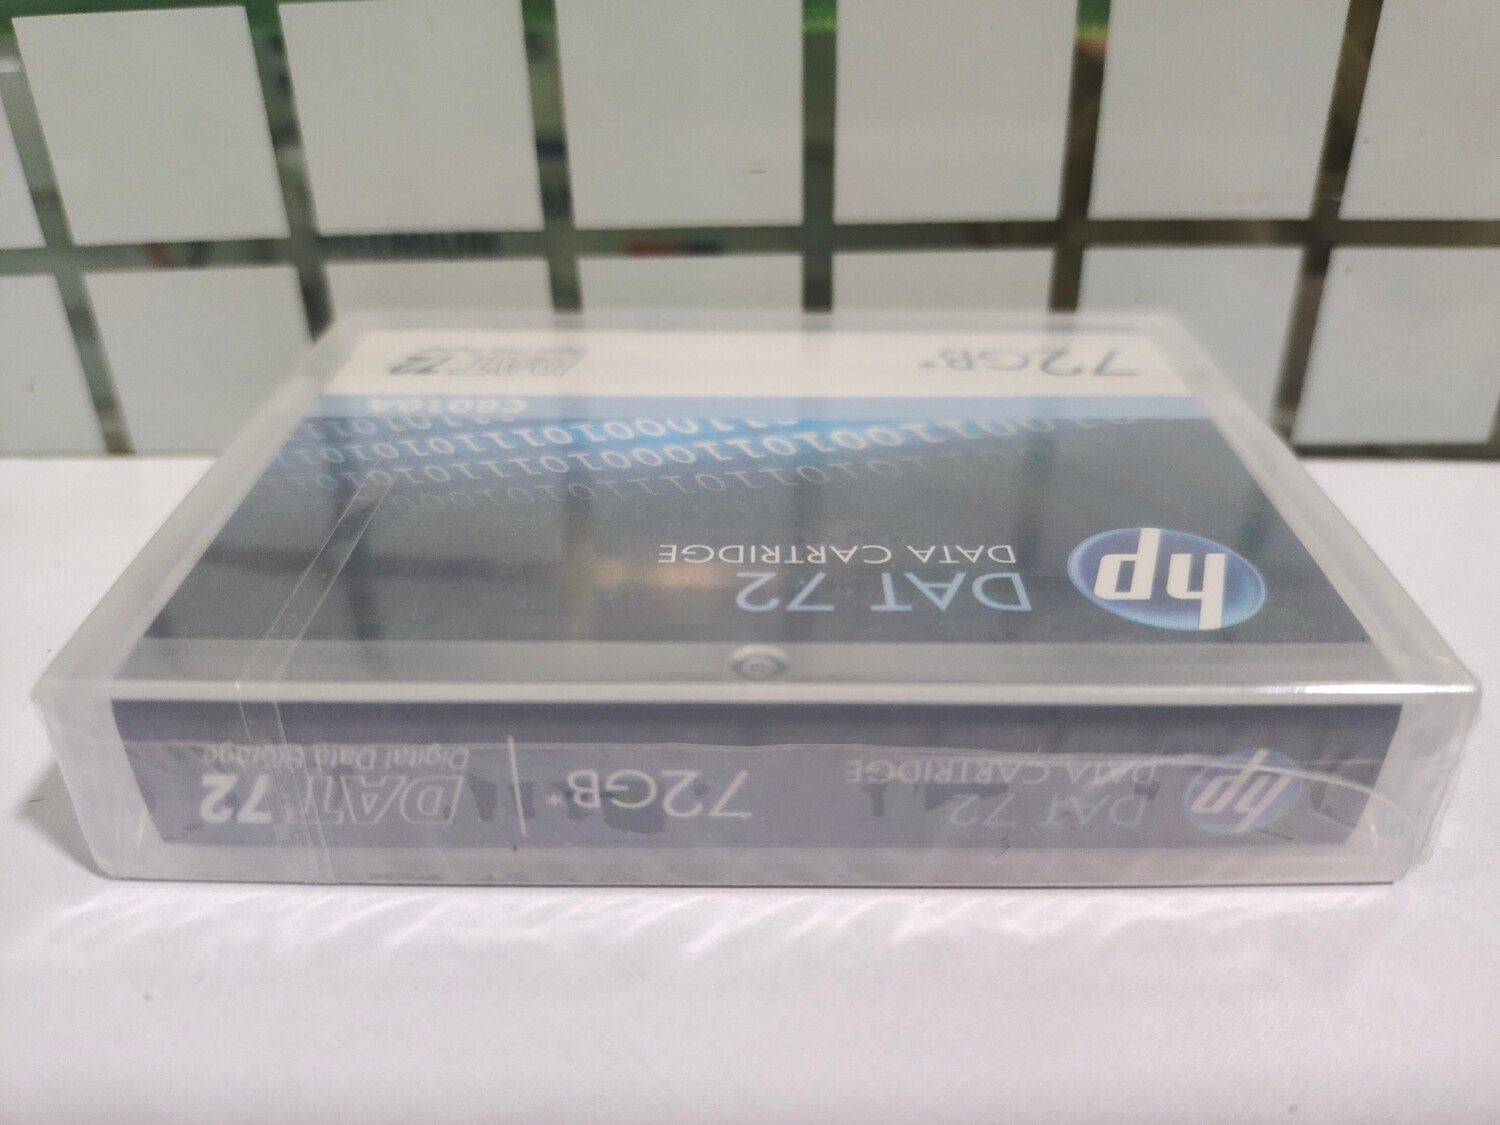 hp
DAT 72
DATA CARTRIDGE
C8010A
72GB*
DAT 72
hp
DAT 72
DATA CARTRIDGE
72GB*
DAT 72
Digital Data Storage
PREMIUM